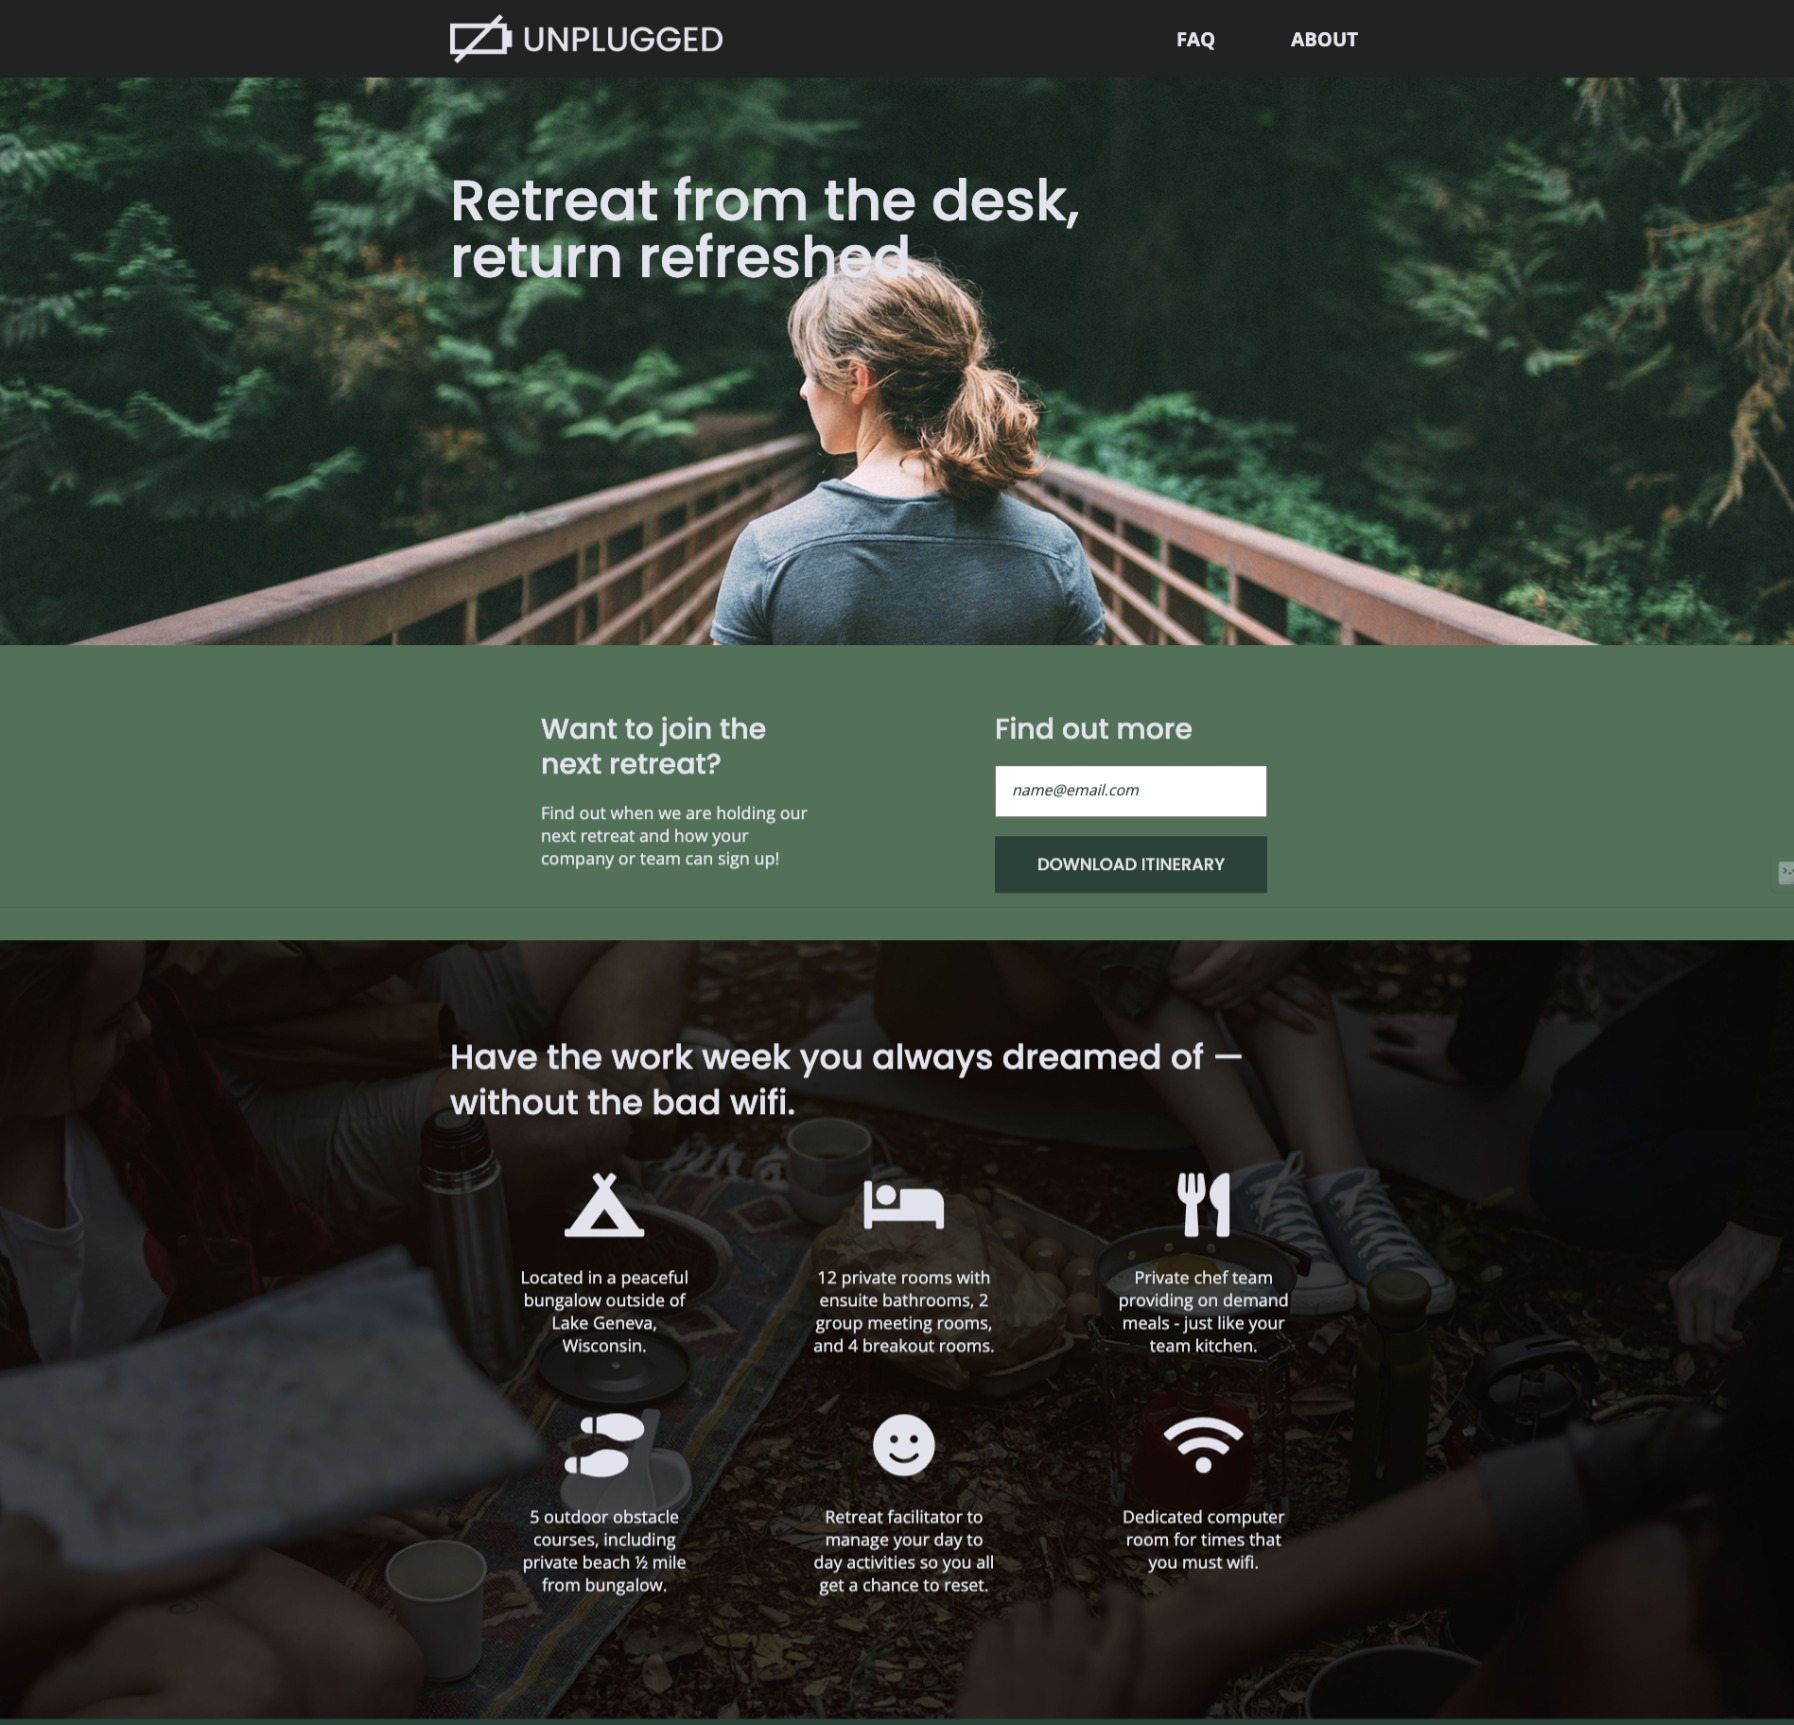 UNPLUGGED
FAQ
ABOUT
Retreat from the desk,
return refreshed.
Want to join the
next retreat?
Find out when we are holding our
next retreat and how your
company or team can sign up!
Find out more
name@email.com
DOWNLOAD ITINERARY
Have the work week you always dreamed of —
without the bad wifi.
Located in a peaceful
bungalow outside of
Lake Geneva,
Wisconsin.
12 private rooms with
ensuite bathrooms, 2
group meeting rooms,
and 4 breakout rooms.
Private chef team
providing on demand
meals - just like your
team kitchen.
5 outdoor obstacle
courses, including
private beach ½ mile
from bungalow.
Retreat facilitator to
manage your day to
day activities so you all
get a chance to reset.
Dedicated computer
room for times that
you must wifi.